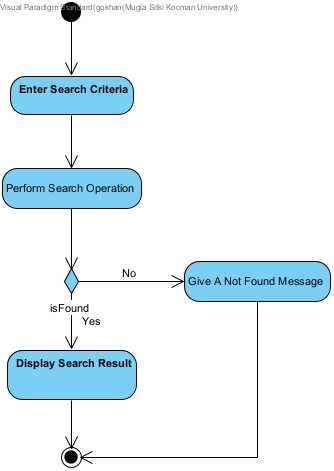 Visual Paradigm Standard(gokhan(Mugla Sitki Kocman University))
Enter Search Criteria
Perform Search Operation
No
Give A Not Found Message
isFound
Yes
Display Search Result